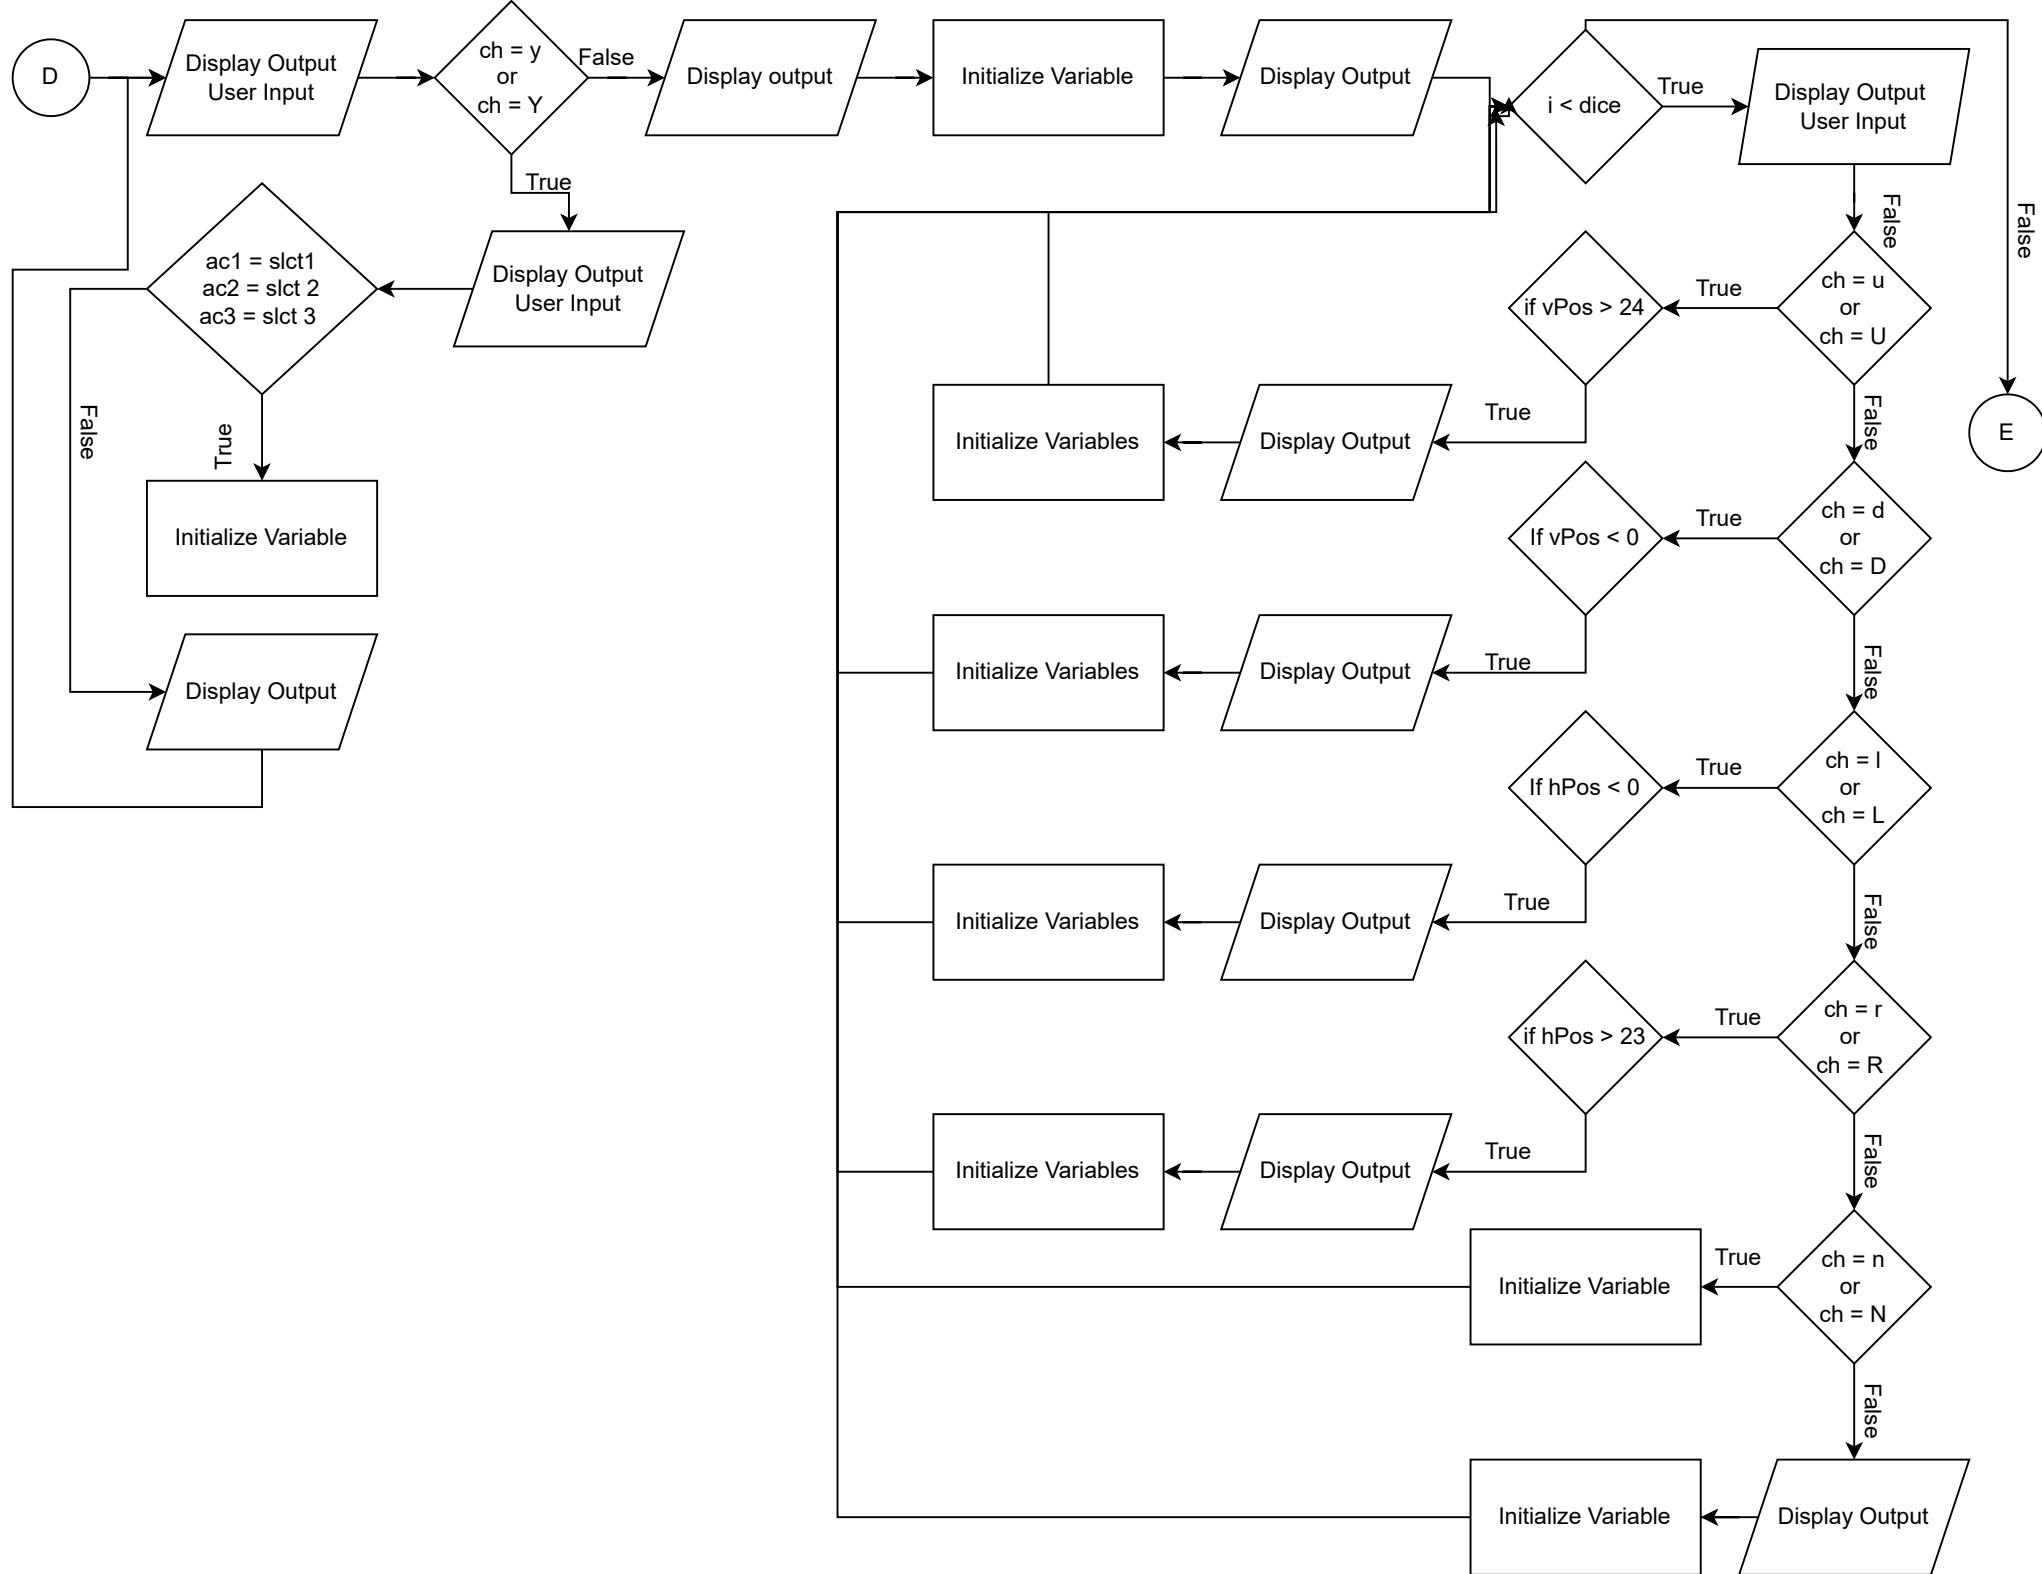 D
Display Output
User Input
ch = y
or
ch = Y
False
Display output
Initialize Variable
Display Output
i < dice
True
Display Output
User Input
False
True
False
ac1 = slct1
ac2 = slct 2
ac3 = slct 3
Display Output
User Input
if vPos > 24
True
ch = u
or
ch = U
False
True
Initialize Variables
Display Output
True
False
E
Initialize Variable
If vPos < 0
True
ch = d
or
ch = D
Display Output
Initialize Variables
Display Output
True
False
If hPos < 0
True
ch = l
or
ch = L
Initialize Variables
Display Output
True
False
if hPos > 23
True
ch = r
or
ch = R
Initialize Variables
Display Output
True
False
Initialize Variable
True
ch = n
or
ch = N
False
Initialize Variable
Display Output